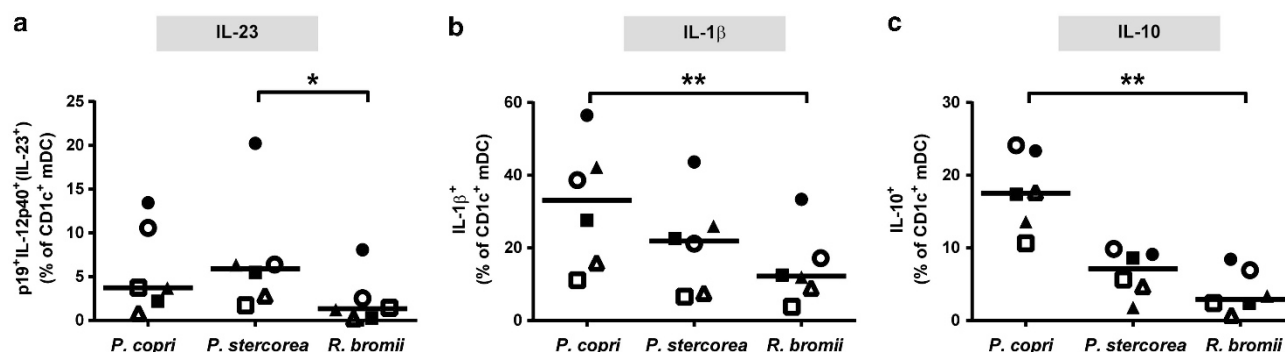 a
IL-23
*
p19⁺IL-12p40⁺(IL-23⁺)
(% of CD1c⁺ mDC)
25
20
15
10
5
0
P. copri P. stercorea R. bromii
b
IL-1β
**
IL-1β⁺
(% of CD1c⁺ mDC)
60
40
20
0
P. copri P. stercorea R. bromii
c
IL-10
**
IL-10⁺
(% of CD1c⁺ mDC)
30
20
10
0
P. copri P. stercorea R. bromii